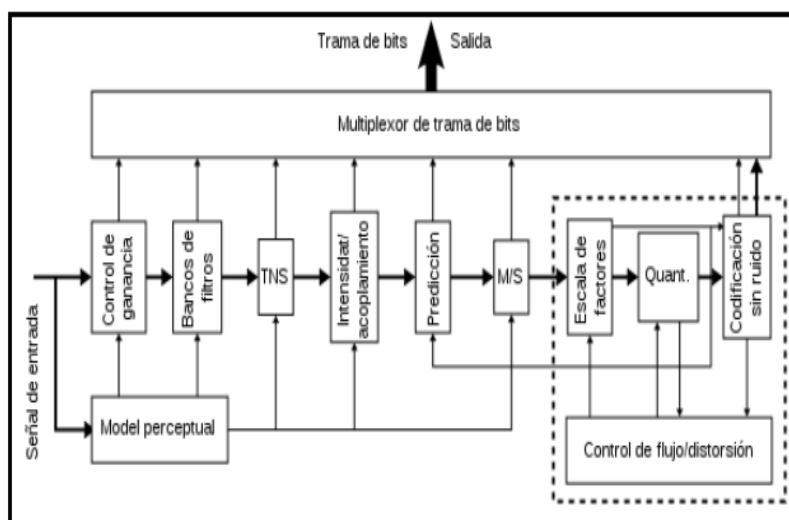 Trama de bits Salida
Multiplexor de trama de bits
Control de
ganancia
Bancos de
filtros
TNS
Intensidat/
acoplamiento
Predicción
M/S
Escala de
factores
Quant.
Codificación
sin ruido
Señal de entrada
Model perceptual
Control de flujo/distorsión